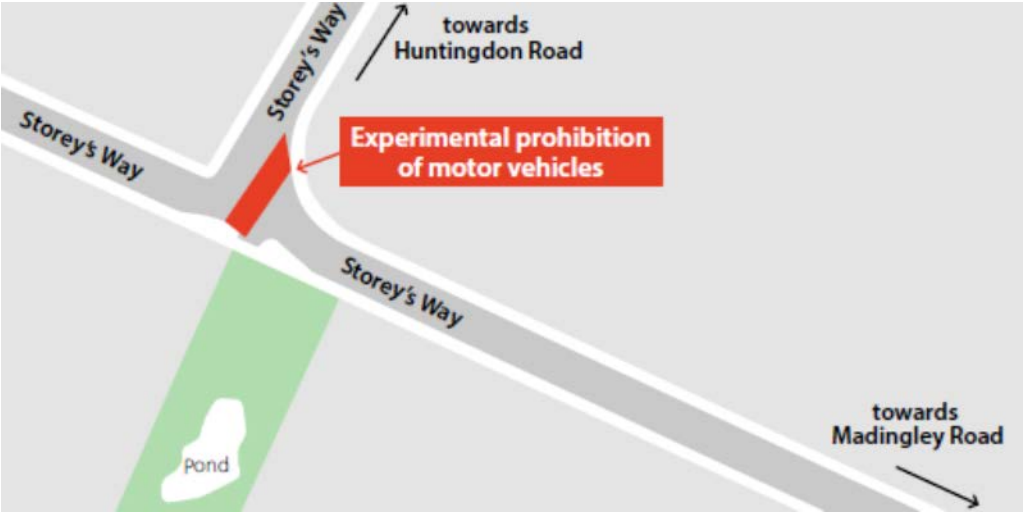 towards
Huntingdon Road
Storey's Way
Storey's Way
Experimental prohibition
of motor vehicles
Storey's Way
towards
Madingley Road
Pond